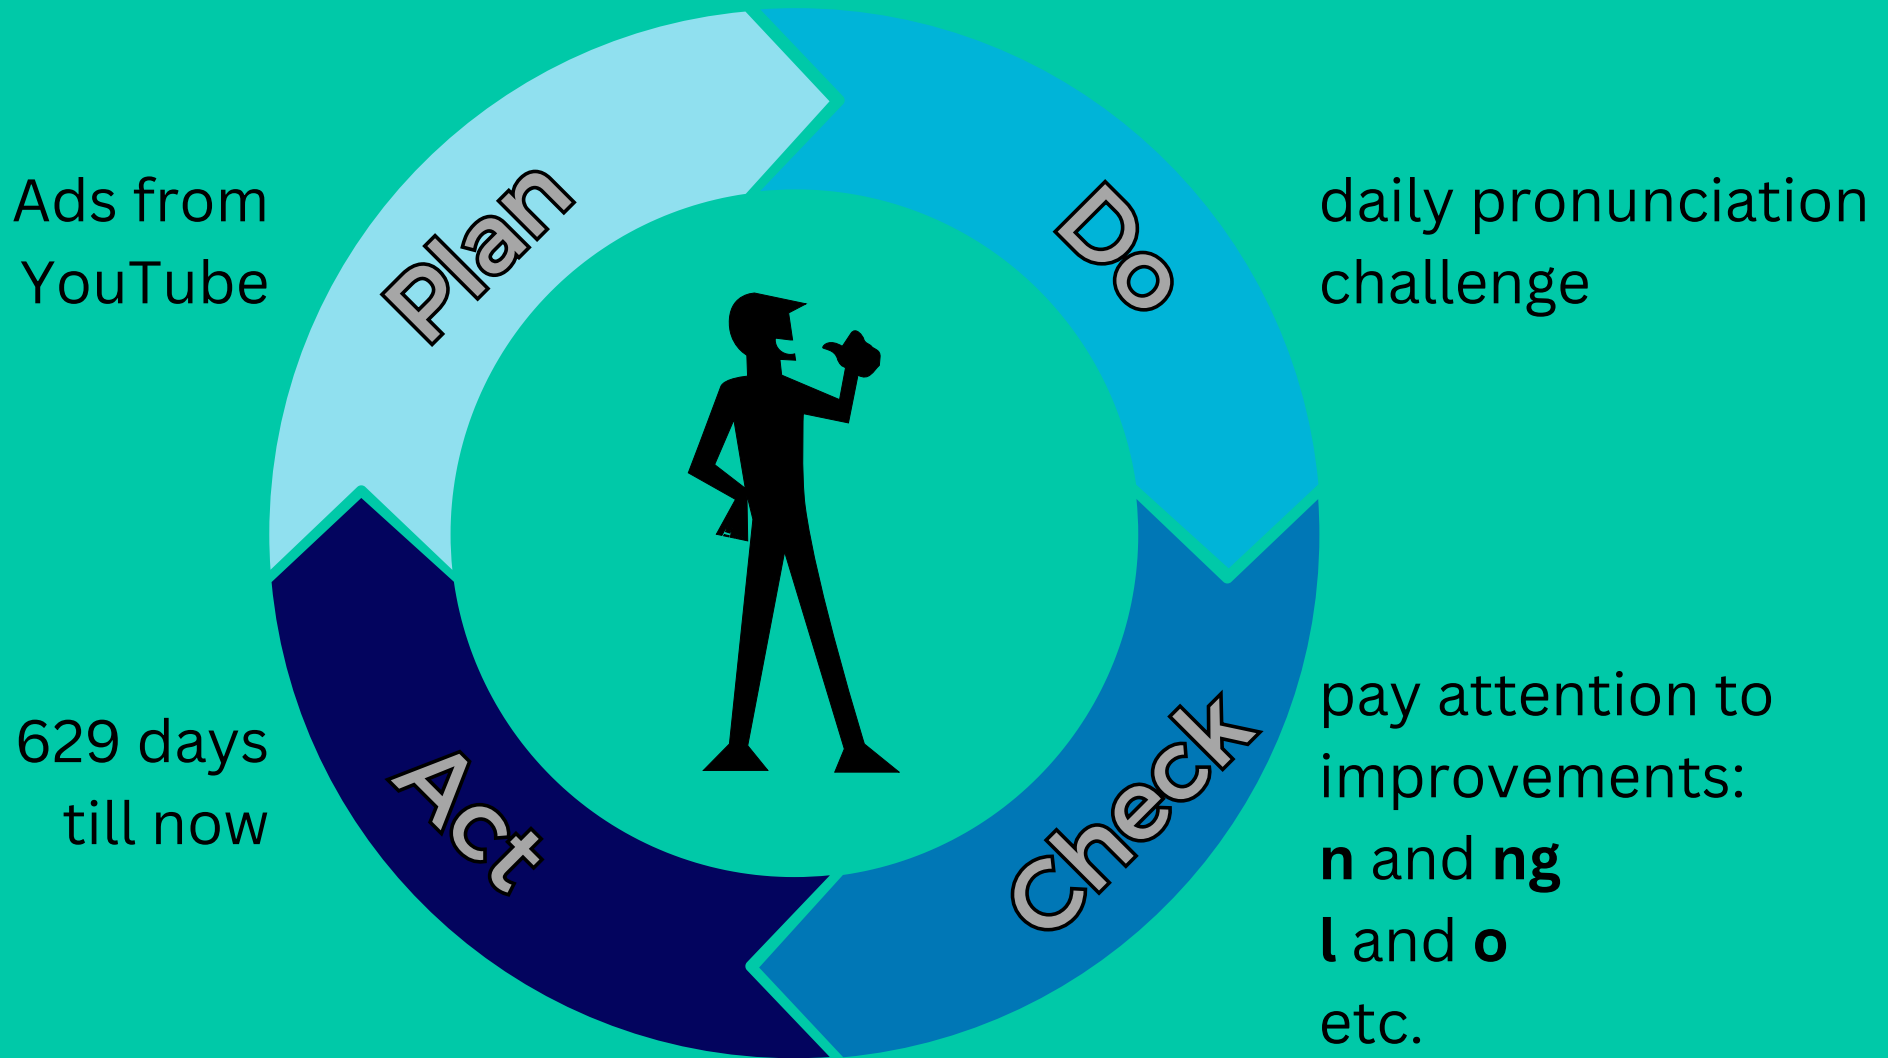 Plan
Ads from
YouTube
Do
daily pronunciation
challenge
Check
pay attention to
improvements:
n and ng
l and o
etc.
Act
629 days
till now